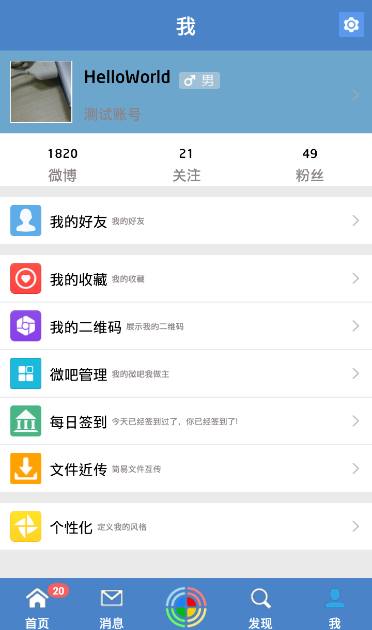 我
HelloWorld ♂ 男
测试账号
1820 21 49
微博 关注 粉丝
我的好友 我的好友
我的收藏 我的收藏
我的二维码 展示我的二维码
微吧管理 我的微吧我做主
每日签到 今天已经签到过了，你已经签到了!
文件近传 简易文件互传
个性化 定义我的风格
20
首页 消息 发现 我